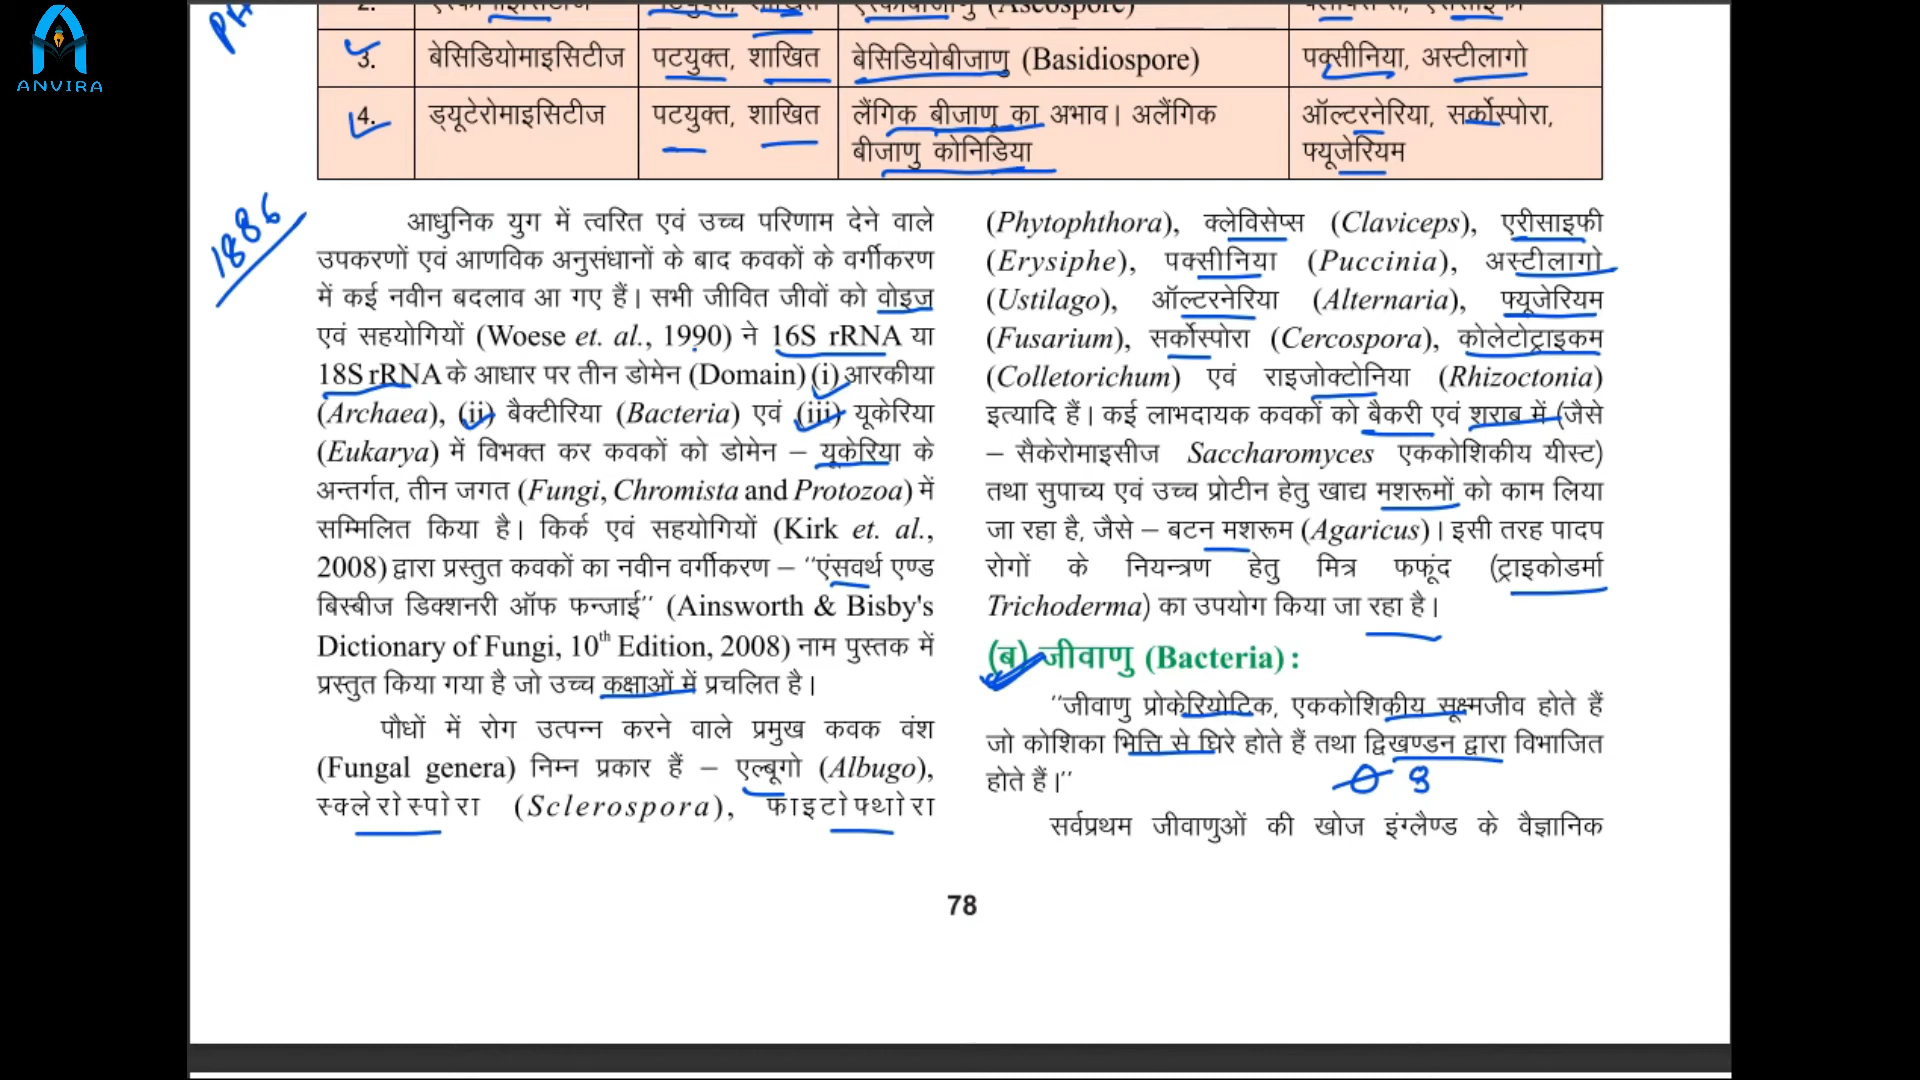 ANVIRA
2. एस्कोमाइसिटीज पटयुक्त, शाखित एस्कोबीजाणु (Ascospore)
3. बेसिडियोमाइसिटीज पटयुक्त, शाखित बेसिडियोबीजाणु (Basidiospore) पक्सीनिया, अस्टीलागो
4. ड्यूटेरोमाइसिटीज पटयुक्त, शाखित लैंगिक बीजाणु का अभाव। अलैंगिक ऑल्टरनेरिया, सर्कोस्पोरा,
बीजाणु कोनिडिया फ्यूजेरियम
1886
आधुनिक युग में त्वरित एवं उच्च परिणाम देने वाले
उपकरणों एवं आणविक अनुसंधानों के बाद कवकों के वर्गीकरण
में कई नवीन बदलाव आ गए हैं। सभी जीवित जीवों को वोइज
एवं सहयोगियों (Woese et. al., 1990) ने 16S rRNA या
18S rRNA के आधार पर तीन डोमेन (Domain) (i) आरकीया
(Archaea), (ii) बैक्टीरिया (Bacteria) एवं (iii) यूकेरिया
(Eukarya) में विभक्त कर कवकों को डोमेन – यूकेरिया के
अन्तर्गत, तीन जगत (Fungi, Chromista and Protozoa) में
सम्मिलित किया है। किर्क एवं सहयोगियों (Kirk et. al.,
2008) द्वारा प्रस्तुत कवकों का नवीन वर्गीकरण – ''एंसवर्थ एण्ड
बिस्बीज डिक्शनरी ऑफ फन्जाई'' (Ainsworth & Bisby's
Dictionary of Fungi, 10th Edition, 2008) नाम पुस्तक में
प्रस्तुत किया गया है जो उच्च कक्षाओं में प्रचलित है।
पौधों में रोग उत्पन्न करने वाले प्रमुख कवक वंश
(Fungal genera) निम्न प्रकार हैं – एल्बूगो (Albugo),
स्क्लेरोस्पोरा (Sclerospora), फाइटोफ्थोरा
(Phytophthora), क्लेविसेप्स (Claviceps), एरीसाइफी
(Erysiphe), पक्सीनिया (Puccinia), अस्टीलागो
(Ustilago), ऑल्टरनेरिया (Alternaria), फ्यूजेरियम
(Fusarium), सर्कोस्पोरा (Cercospora), कोलेटोट्राइकम
(Colletorichum) एवं राइजोक्टोनिया (Rhizoctonia)
इत्यादि हैं। कई लाभदायक कवकों को बैकरी एवं शराब में (जैसे
– सैकेरोमाइसीज Saccharomyces एककोशिकीय यीस्ट)
तथा सुपाच्य एवं उच्च प्रोटीन हेतु खाद्य मशरूमों को काम लिया
जा रहा है, जैसे – बटन मशरूम (Agaricus)। इसी तरह पादप
रोगों के नियन्त्रण हेतु मित्र फफूंद (ट्राइकोडर्मा
Trichoderma) का उपयोग किया जा रहा है।
(ब) जीवाणु (Bacteria) :
''जीवाणु प्रोकेरियोटिक, एककोशिकीय सूक्ष्मजीव होते हैं
जो कोशिका भित्ति से घिरे होते हैं तथा द्विखण्डन द्वारा विभाजित
होते हैं।''
सर्वप्रथम जीवाणुओं की खोज इंग्लैण्ड के वैज्ञानिक
78